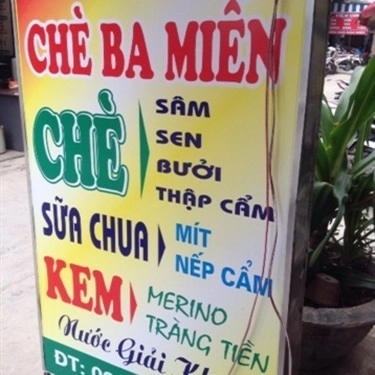 CHÈ BA MIÊN
CHÈ
SÂM
SEN
BƯỞI
THẬP CẨM
SỮA CHUA
MÍT
NẾP CẨM
KEM
MERINO
TRÀNG TIỀN
Nước Giải
ĐT: